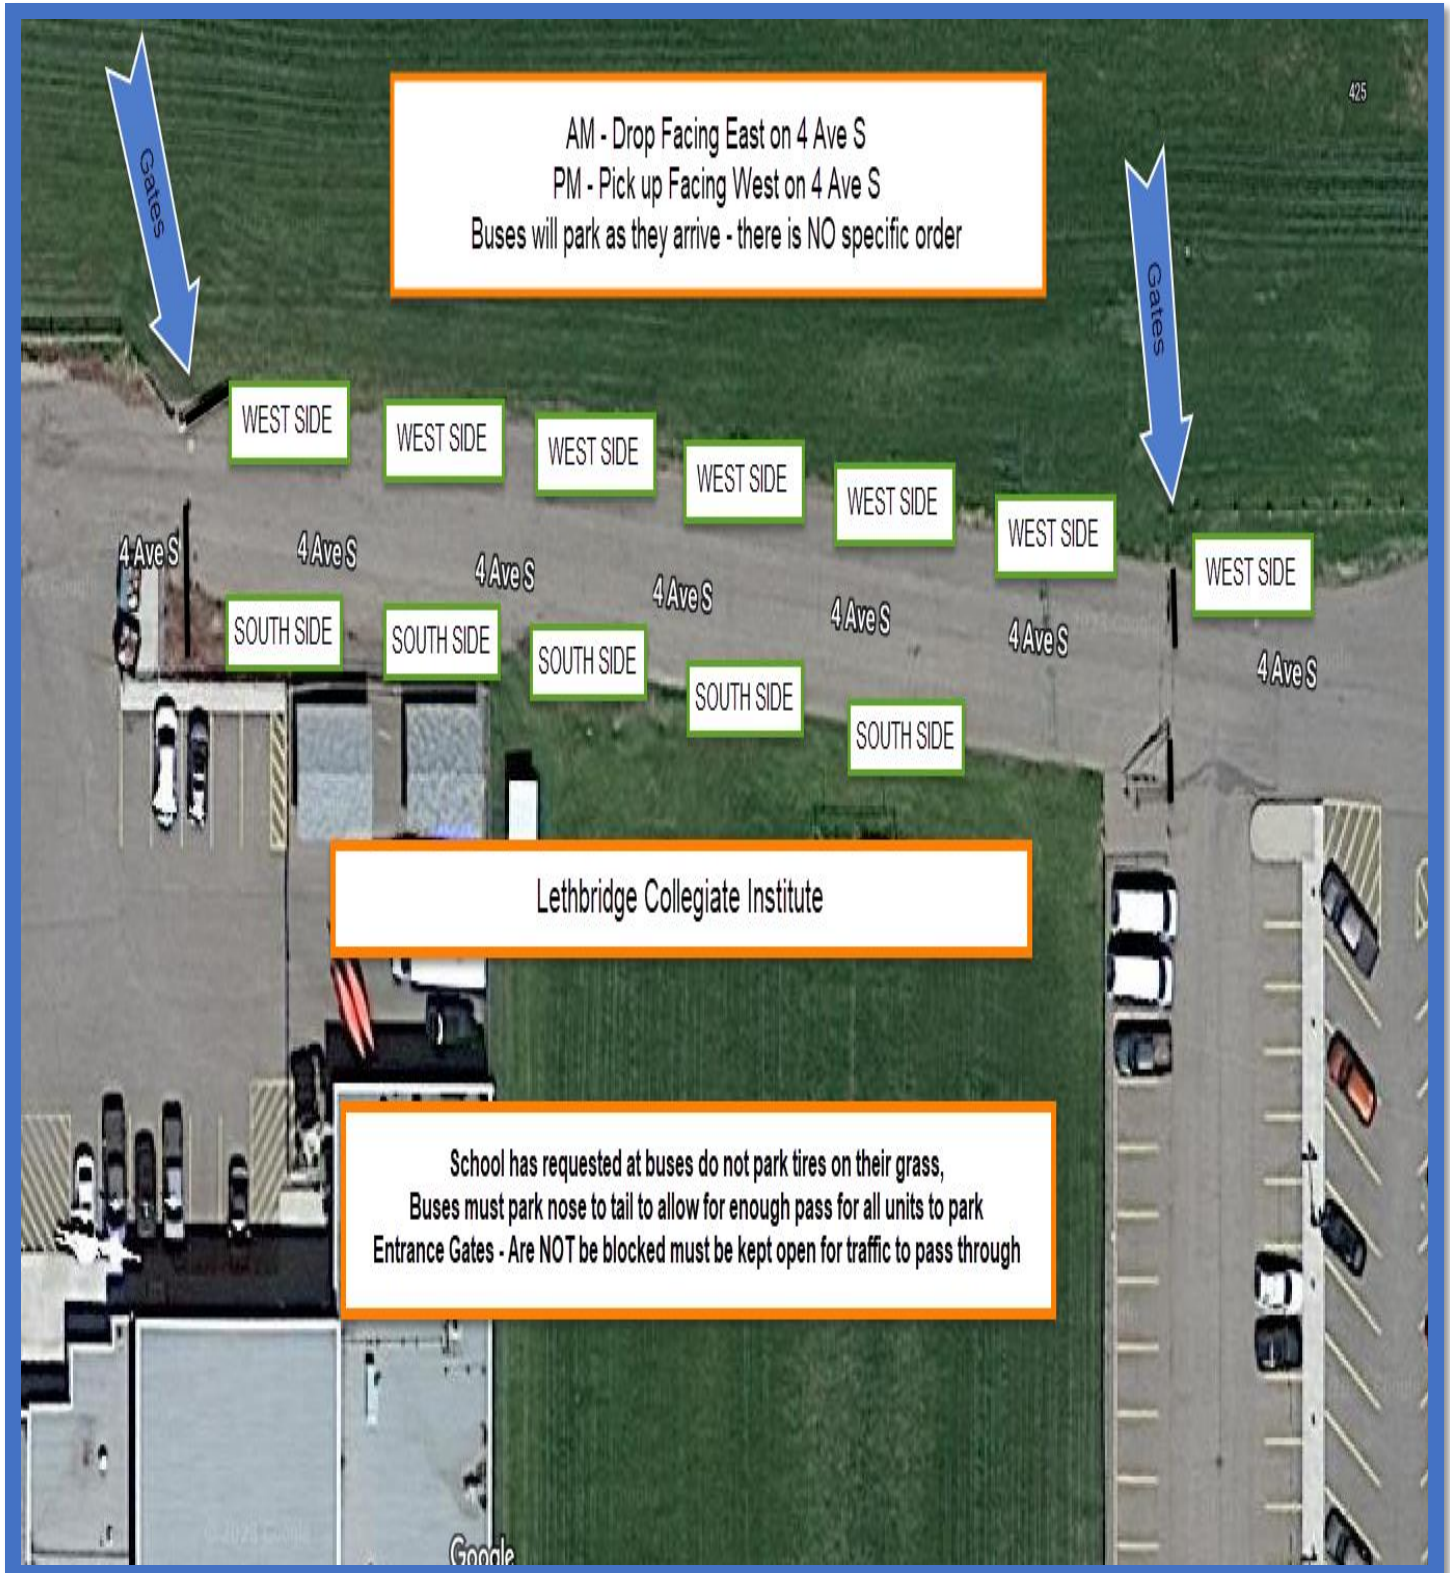 425
AM - Drop Facing East on 4 Ave S
PM - Pick up Facing West on 4 Ave S
Buses will park as they arrive - there is NO specific order
Gates
Gates
WEST SIDE
WEST SIDE
WEST SIDE
WEST SIDE
WEST SIDE
WEST SIDE
WEST SIDE
4 Ave S
4 Ave S
4 Ave S
4 Ave S
4 Ave S
4 Ave S
4 Ave S
SOUTH SIDE
SOUTH SIDE
SOUTH SIDE
SOUTH SIDE
SOUTH SIDE
Lethbridge Collegiate Institute
School has requested at buses do not park tires on their grass,
Buses must park nose to tail to allow for enough pass for all units to park
Entrance Gates - Are NOT be blocked must be kept open for traffic to pass through
Google